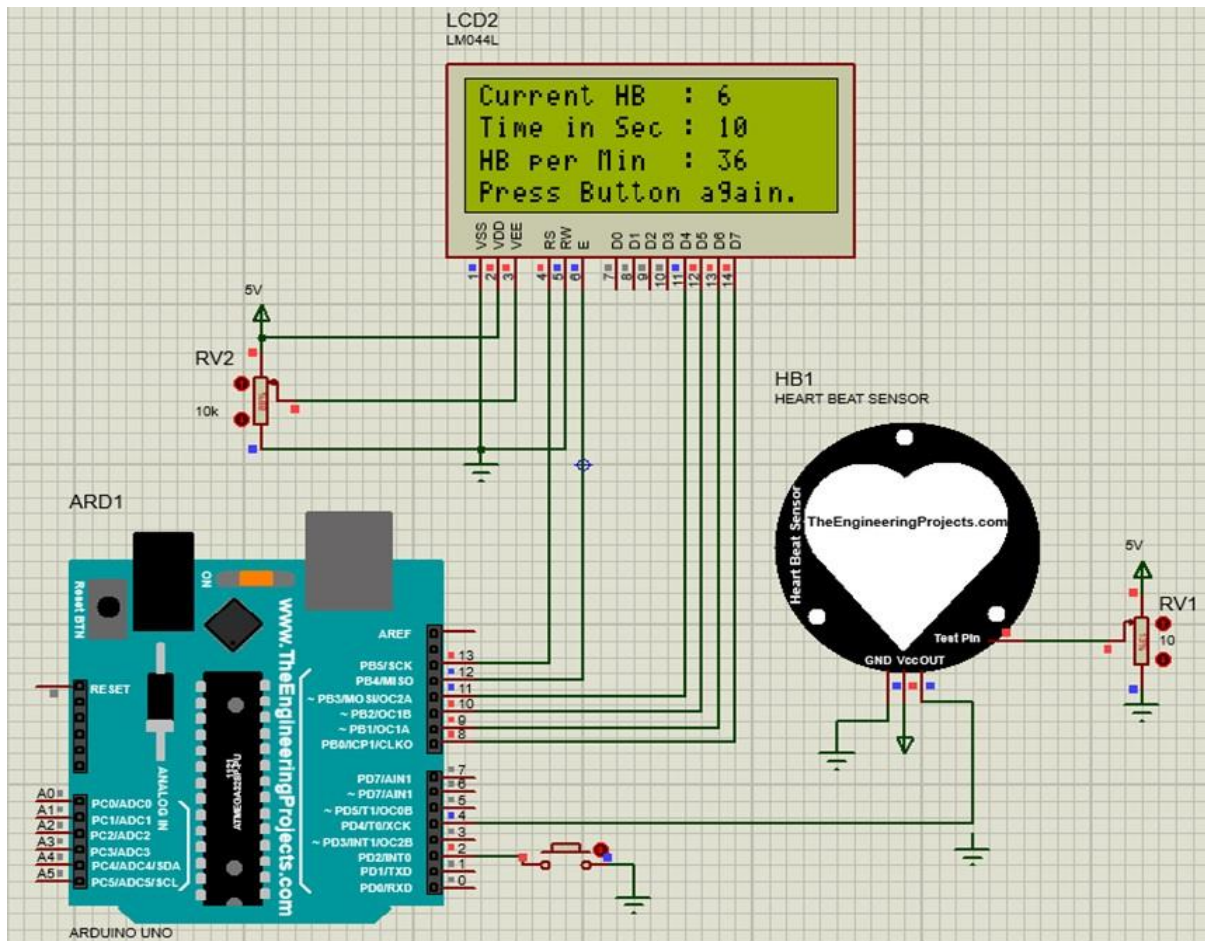 LCD2
LM044L
Current HB : 6
Time in Sec : 10
HB per Min : 36
Press Button again.
VSS
VDD
VEE
RS
RW
E
D0
D1
D2
D3
D4
D5
D6
D7
1
2
3
4
5
6
7
8
9
10
11
12
13
14
5V
RV2
10k
HB1
HEART BEAT SENSOR
TheEngineeringProjects.com
Heart Beat Sensor
Test Pin
GND Vcc OUT
5V
RV1
10
ARD1
Reset BTN
ON
www.TheEngineeringProjects.com
RESET
ANALOG IN
ATMEGA328P-PU
1121
AREF
PB5/SCK 13
PB4/MISO 12
~ PB3/MOSI/OC2A 11
~ PB2/OC1B 10
~ PB1/OC1A 9
PB0/ICP1/CLKO 8
PD7/AIN1 7
~ PD7/AIN1 6
~ PD5/T1/OC0B 5
PD4/T0/XCK 4
~ PD3/INT1/OC2B 3
PD2/INT0 2
PD1/TXD 1
PD0/RXD 0
A0 PC0/ADC0
A1 PC1/ADC1
A2 PC2/ADC2
A3 PC3/ADC3
A4 PC4/ADC4/SDA
A5 PC5/ADC5/SCL
ARDUINO UNO